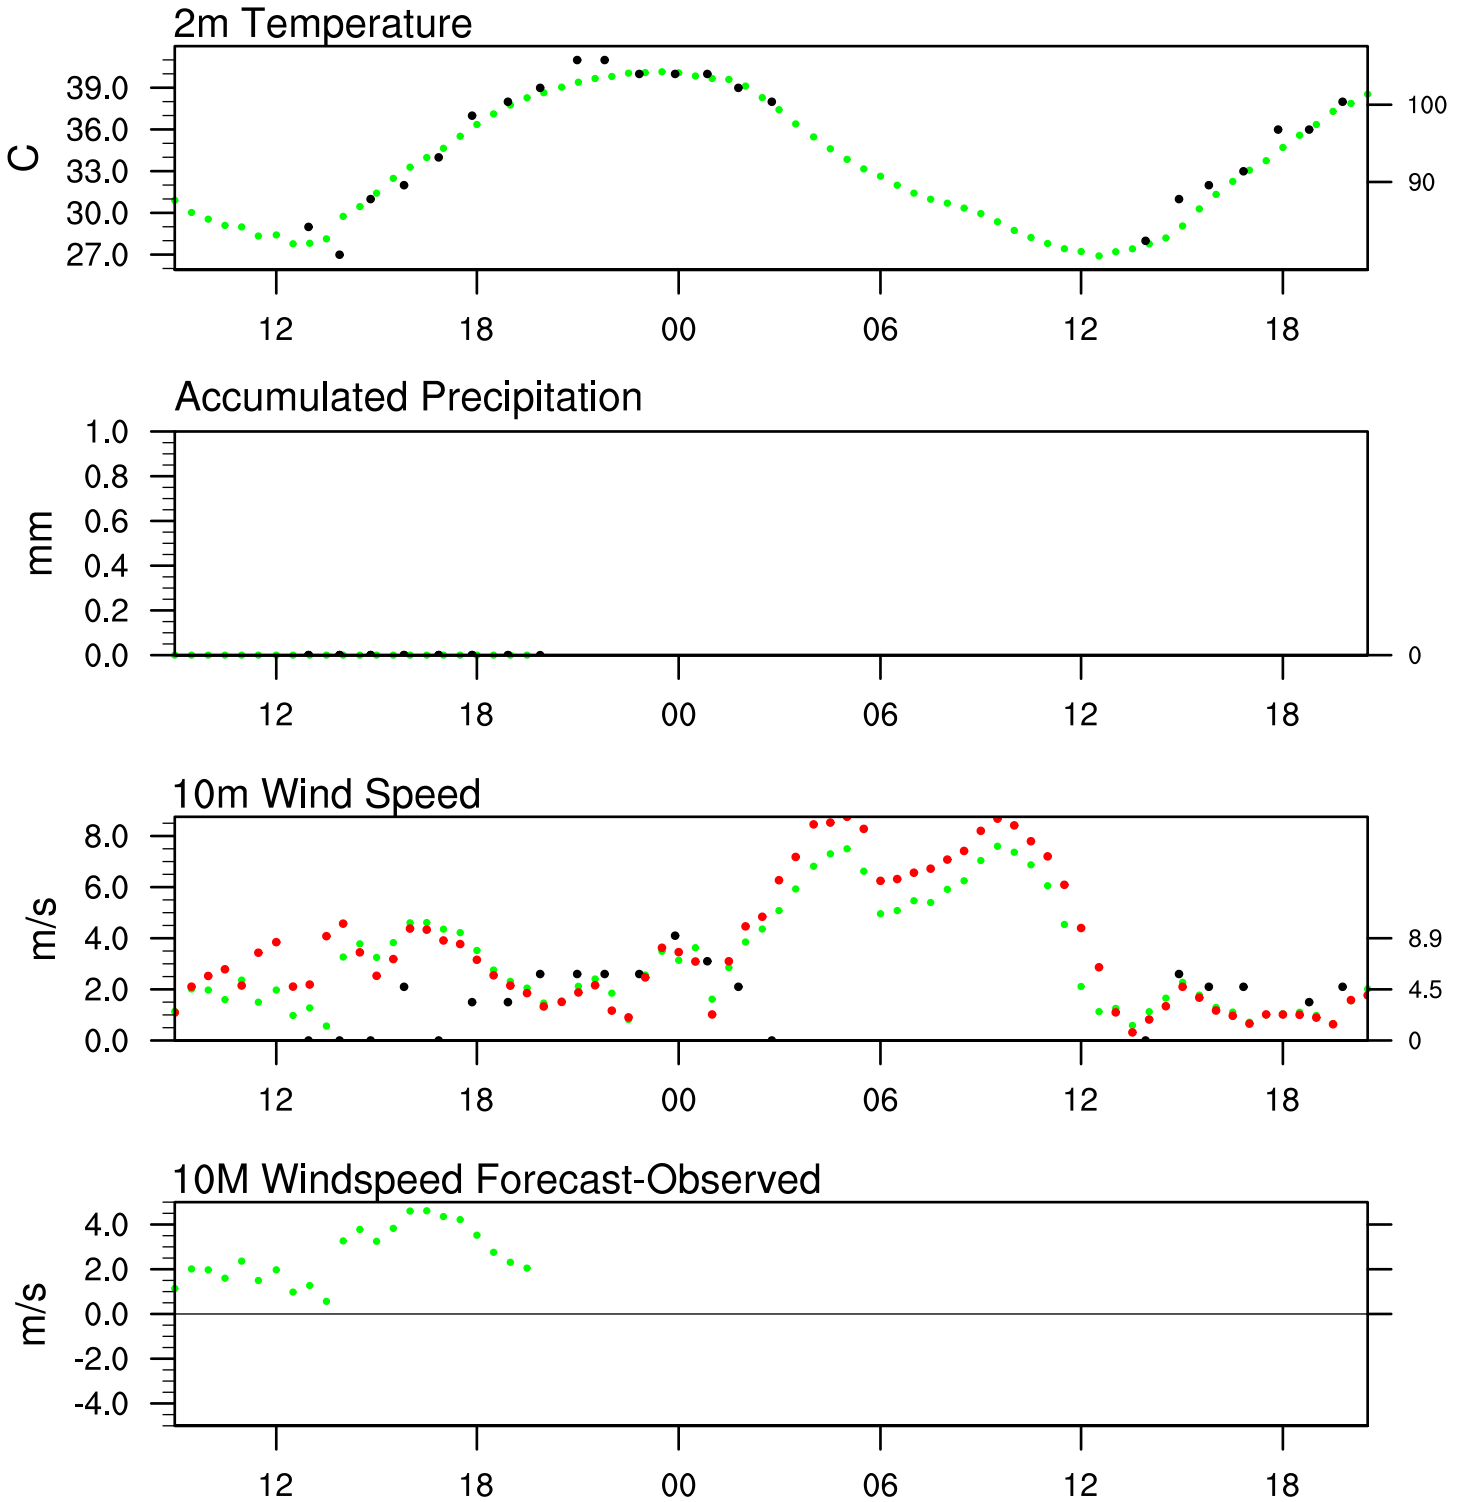 2m Temperature
39.0
36.0
33.0
30.0
27.0
C
100
90
12 18 00 06 12 18
Accumulated Precipitation
1.0
0.8
0.6
0.4
0.2
0.0
mm
0
12 18 00 06 12 18
10m Wind Speed
8.0
6.0
4.0
2.0
0.0
m/s
8.9
4.5
0
12 18 00 06 12 18
10M Windspeed Forecast-Observed
4.0
2.0
0.0
-2.0
-4.0
m/s
12 18 00 06 12 18